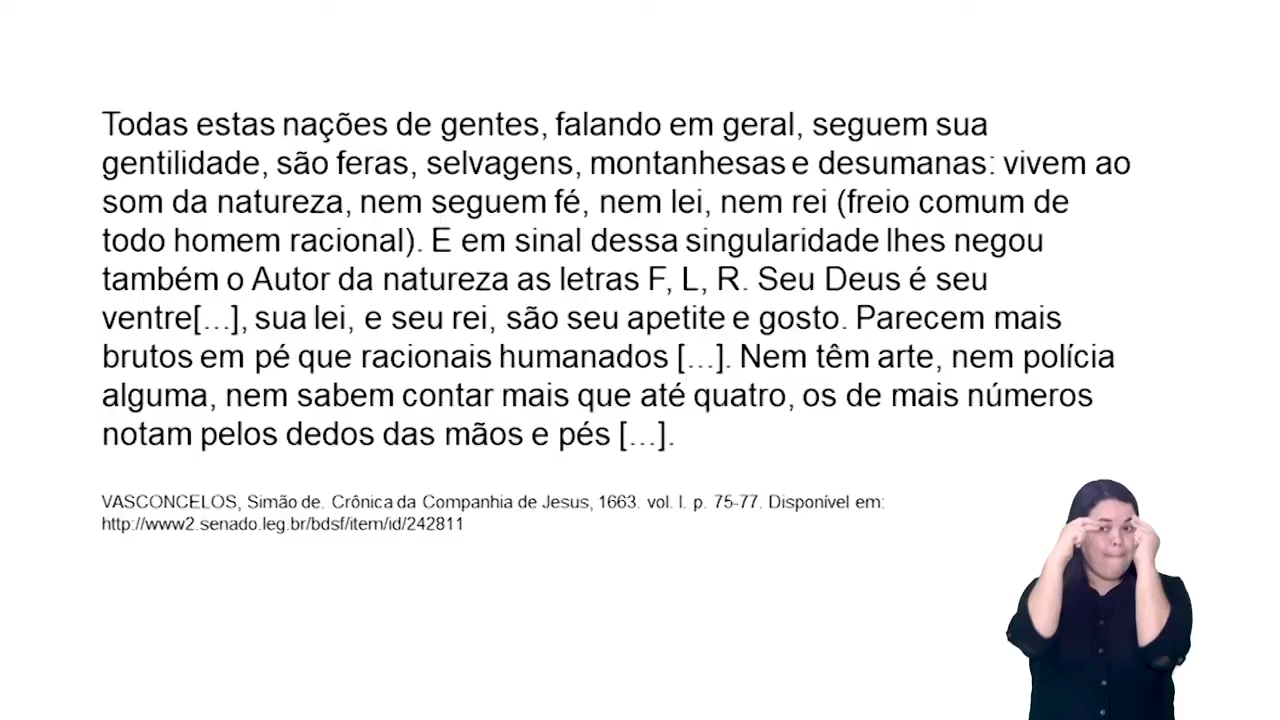 Todas estas nações de gentes, falando em geral, seguem sua
gentilidade, são feras, selvagens, montanhesas e desumanas: vivem ao
som da natureza, nem seguem fé, nem lei, nem rei (freio comum de
todo homem racional). E em sinal dessa singularidade lhes negou
também o Autor da natureza as letras F, L, R. Seu Deus é seu
ventre[...], sua lei, e seu rei, são seu apetite e gosto. Parecem mais
brutos em pé que racionais humanados [...]. Nem têm arte, nem polícia
alguma, nem sabem contar mais que até quatro, os de mais números
notam pelos dedos das mãos e pés [...].
VASCONCELOS, Simão de. Crônica da Companhia de Jesus, 1663. vol. I. p. 75-77. Disponível em:
http://www2.senado.leg.br/bdsf/item/id/242811